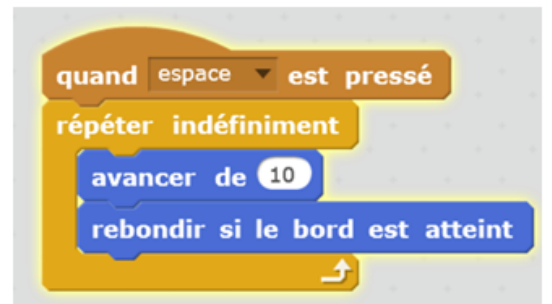 quand espace est pressé
répéter indéfiniment
avancer de 10
rebondir si le bord est atteint